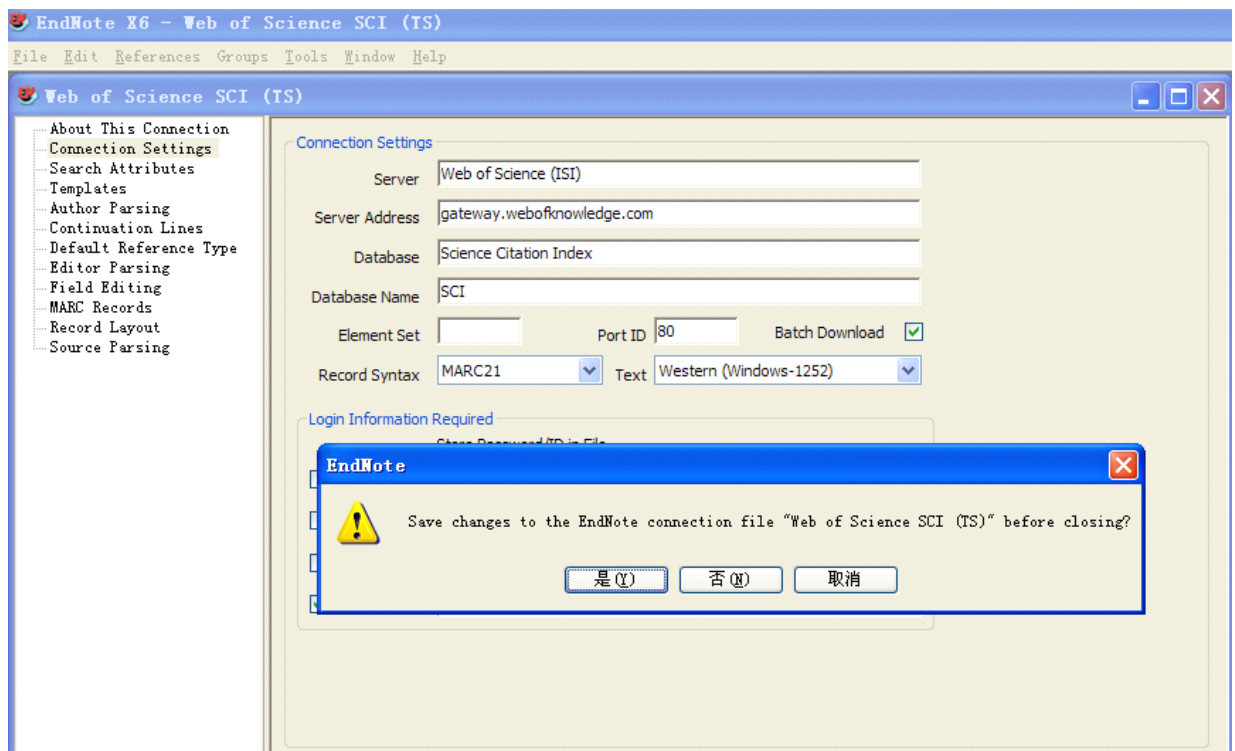 EndNote X6 - Web of Science SCI (TS)
File Edit References Groups Tools Window Help
Web of Science SCI (TS)
About This Connection
Connection Settings
Search Attributes
Templates
Author Parsing
Continuation Lines
Default Reference Type
Editor Parsing
Field Editing
MARC Records
Record Layout
Source Parsing
Connection Settings
Server Web of Science (ISI)
Server Address gateway.webofknowledge.com
Database Science Citation Index
Database Name SCI
Element Set Port ID 80 Batch Download
Record Syntax MARC21 Text Western (Windows-1252)
Login Information Required
Store Password/ID in File
EndNote
Save changes to the EndNote connection file "Web of Science SCI (TS)" before closing?
是(Y) 否(N) 取消